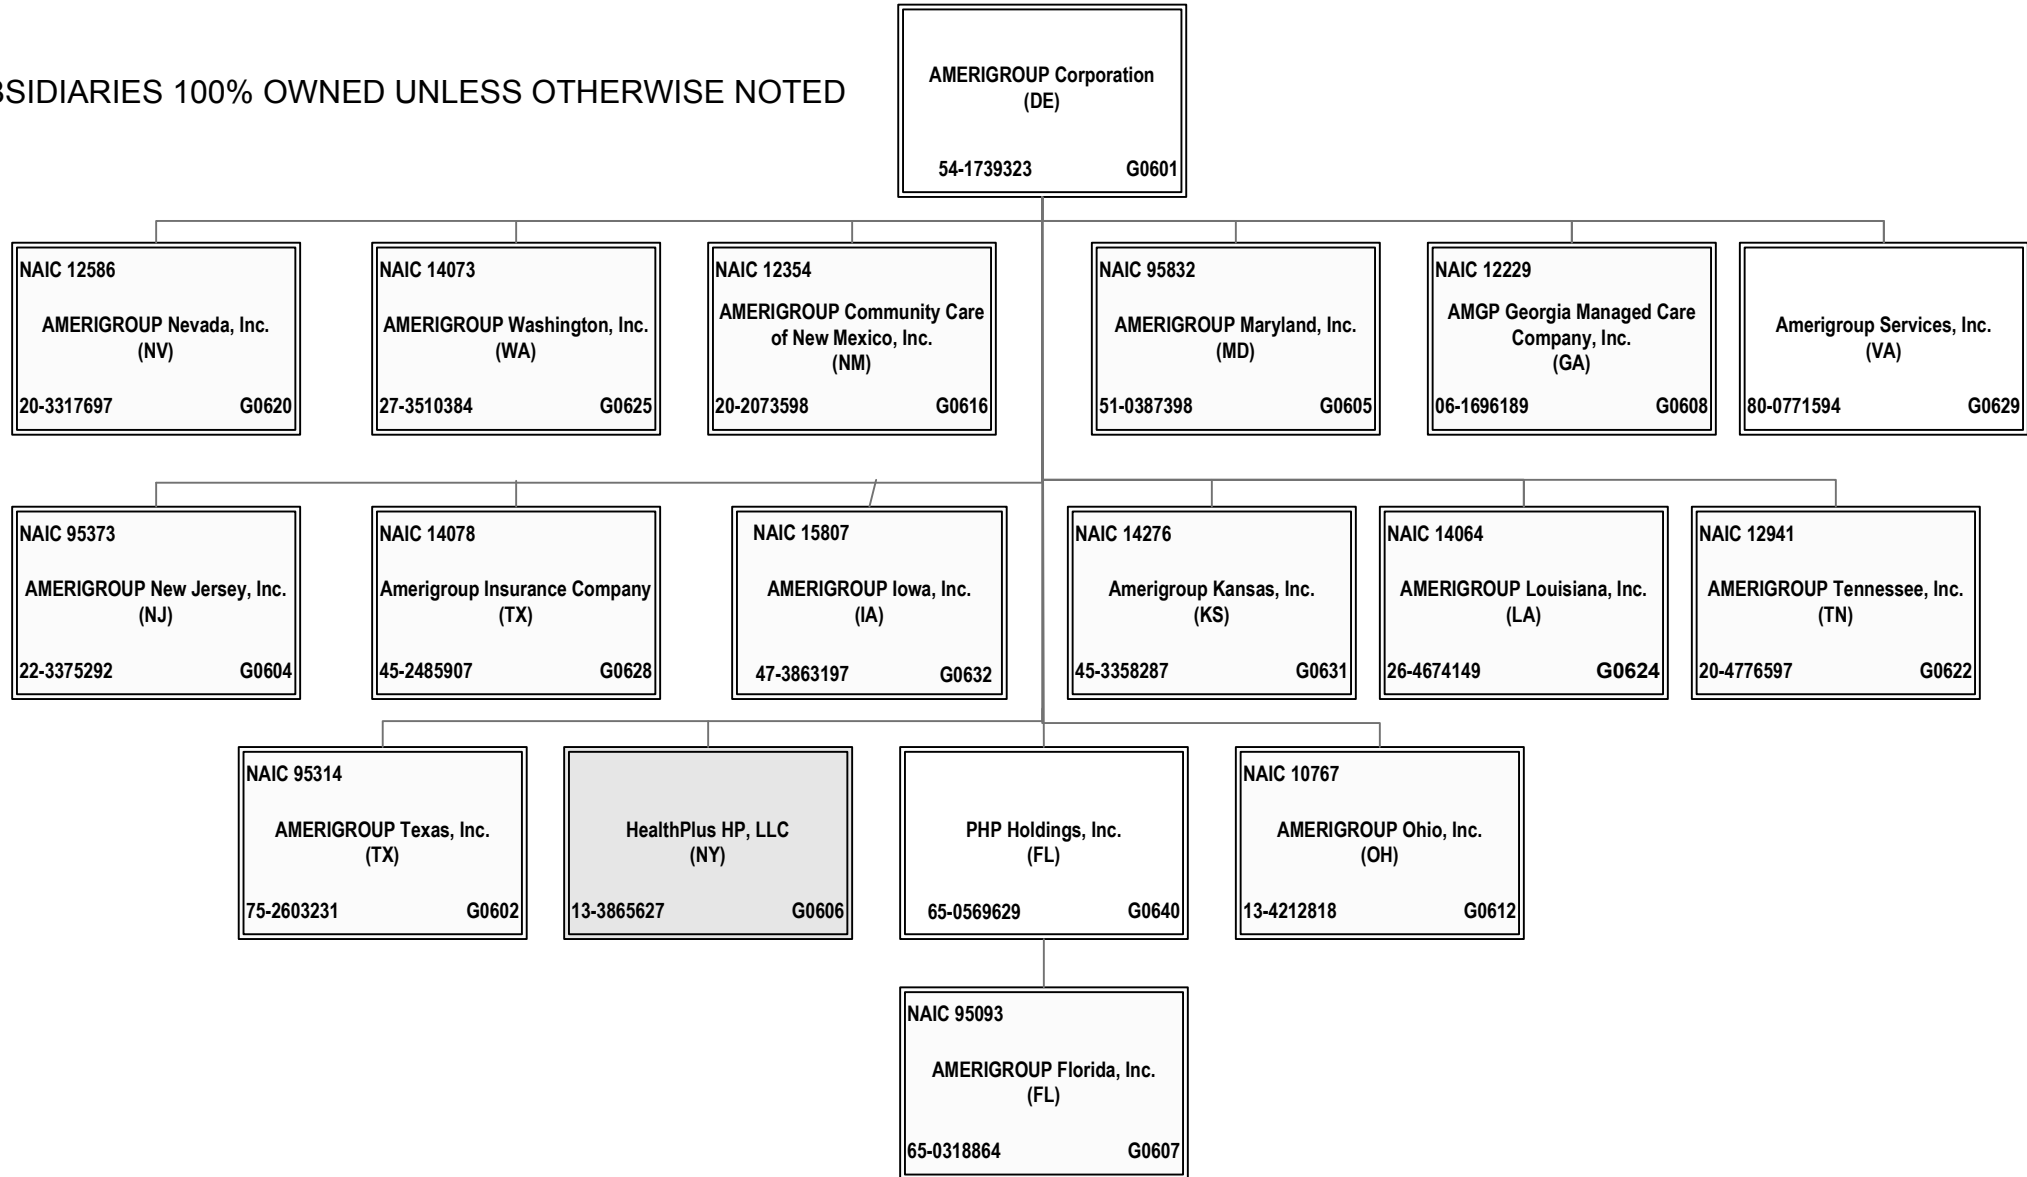 BSIDIARIES 100% OWNED UNLESS OTHERWISE NOTED
AMERIGROUP Corporation
(DE)
54-1739323 G0601
NAIC 12586
AMERIGROUP Nevada, Inc.
(NV)
20-3317697 G0620
NAIC 14073
AMERIGROUP Washington, Inc.
(WA)
27-3510384 G0625
NAIC 12354
AMERIGROUP Community Care
of New Mexico, Inc.
(NM)
20-2073598 G0616
NAIC 95832
AMERIGROUP Maryland, Inc.
(MD)
51-0387398 G0605
NAIC 12229
AMGP Georgia Managed Care
Company, Inc.
(GA)
06-1696189 G0608
Amerigroup Services, Inc.
(VA)
80-0771594 G0629
NAIC 95373
AMERIGROUP New Jersey, Inc.
(NJ)
22-3375292 G0604
NAIC 14078
Amerigroup Insurance Company
(TX)
45-2485907 G0628
NAIC 15807
AMERIGROUP Iowa, Inc.
(IA)
47-3863197 G0632
NAIC 14276
Amerigroup Kansas, Inc.
(KS)
45-3358287 G0631
NAIC 14064
AMERIGROUP Louisiana, Inc.
(LA)
26-4674149 G0624
NAIC 12941
AMERIGROUP Tennessee, Inc.
(TN)
20-4776597 G0622
NAIC 95314
AMERIGROUP Texas, Inc.
(TX)
75-2603231 G0602
HealthPlus HP, LLC
(NY)
13-3865627 G0606
PHP Holdings, Inc.
(FL)
65-0569629 G0640
NAIC 10767
AMERIGROUP Ohio, Inc.
(OH)
13-4212818 G0612
NAIC 95093
AMERIGROUP Florida, Inc.
(FL)
65-0318864 G0607